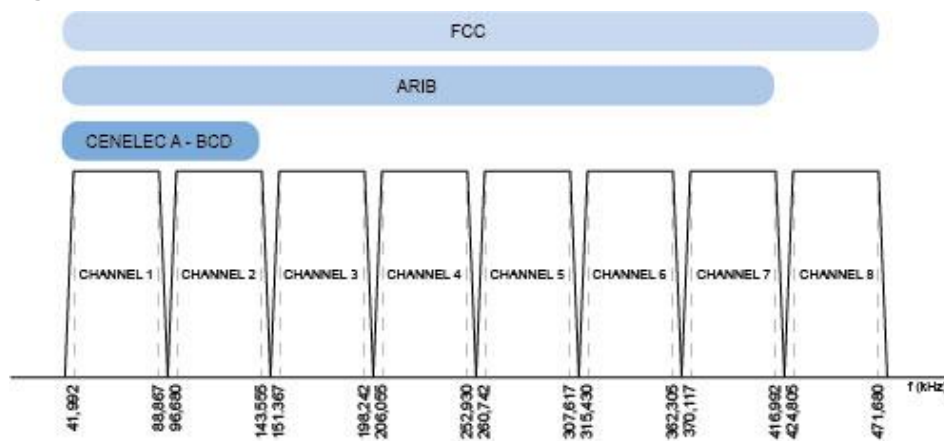 FCC
ARIB
CENELEC A - BCD
CHANNEL 1 CHANNEL 2 CHANNEL 3 CHANNEL 4 CHANNEL 5 CHANNEL 6 CHANNEL 7 CHANNEL 8
f (kHz)
41,992 88,867 96,680 143,555 151,367 198,242 206,055 252,930 260,742 307,617 315,430 362,305 370,117 416,992 424,805 471,680